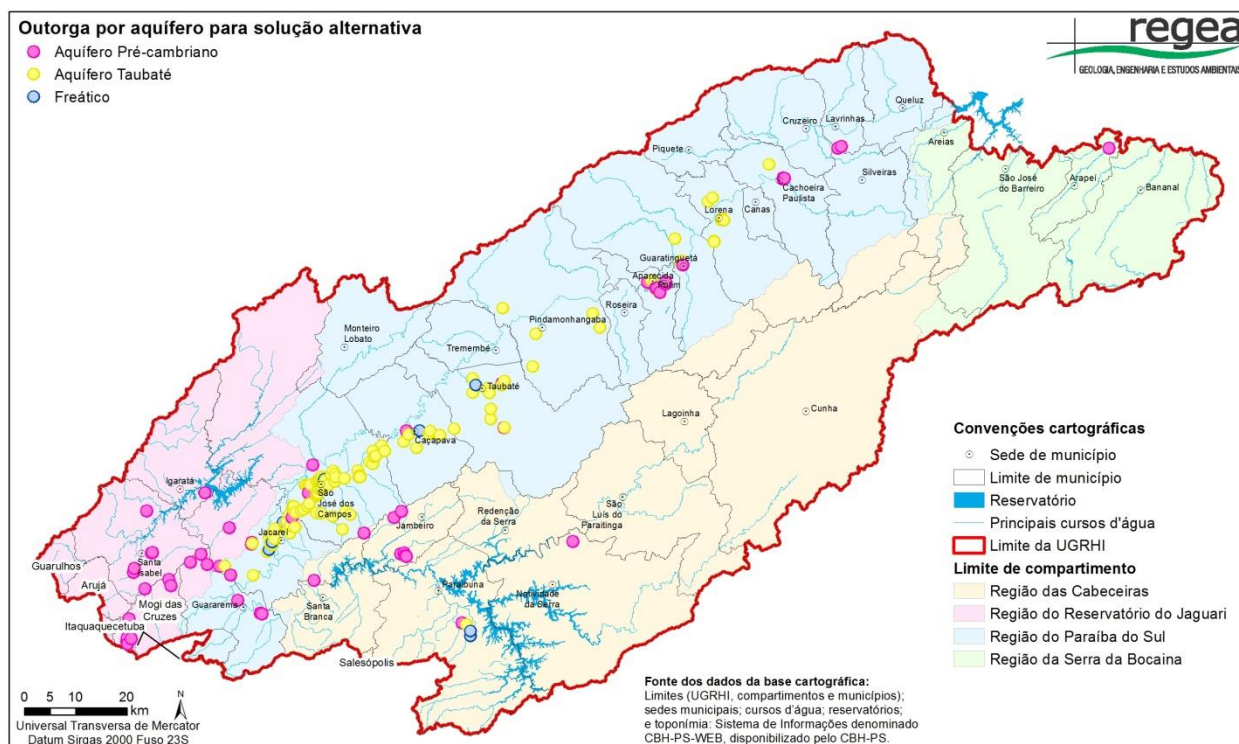 Outorga por aquífero para solução alternativa
Aquífero Pré-cambriano
Aquífero Taubaté
Freático
regea
GEOLOGIA, ENGENHARIA E ESTUDOS AMBIENTAIS
Queluz
Lavrinhas
Cruzeiro
Areias
Piquete
Silveiras
São José
do Barreiro
Arapeí
Bananal
Cachoeira
Paulista
Canas
Lorena
Guaratinguetá
Aparecida
Potim
Roseira
Pindamonhangaba
Monteiro
Lobato
Tremembé
Taubaté
Lagoinha
Cunha
Caçapava
Igaratá
São
José dos
Campos
Jambeiro
Redenção
da Serra
São
Luís do
Paraitinga
Jacareí
Guarulhos
Santa
Isabel
Arujá
Mogi das
Cruzes
Guararema
Itaquaquecetuba
Santa
Branca
Paraibuna
Natividade
da Serra
Salesópolis
Convenções cartográficas
Sede de município
Limite de município
Reservatório
Principais cursos d'água
Limite da UGRHI
Limite de compartimento
Região das Cabeceiras
Região do Reservatório do Jaguari
Região do Paraíba do Sul
Região da Serra da Bocaina
0 5 10 20
km
N
Universal Transversa de Mercator
Datum Sirgas 2000 Fuso 23S
Fonte dos dados da base cartográfica:
Limites (UGRHI, compartimentos e municípios);
sedes municipais; cursos d'água; reservatórios;
e toponímia: Sistema de Informações denominado
CBH-PS-WEB, disponibilizado pelo CBH-PS.